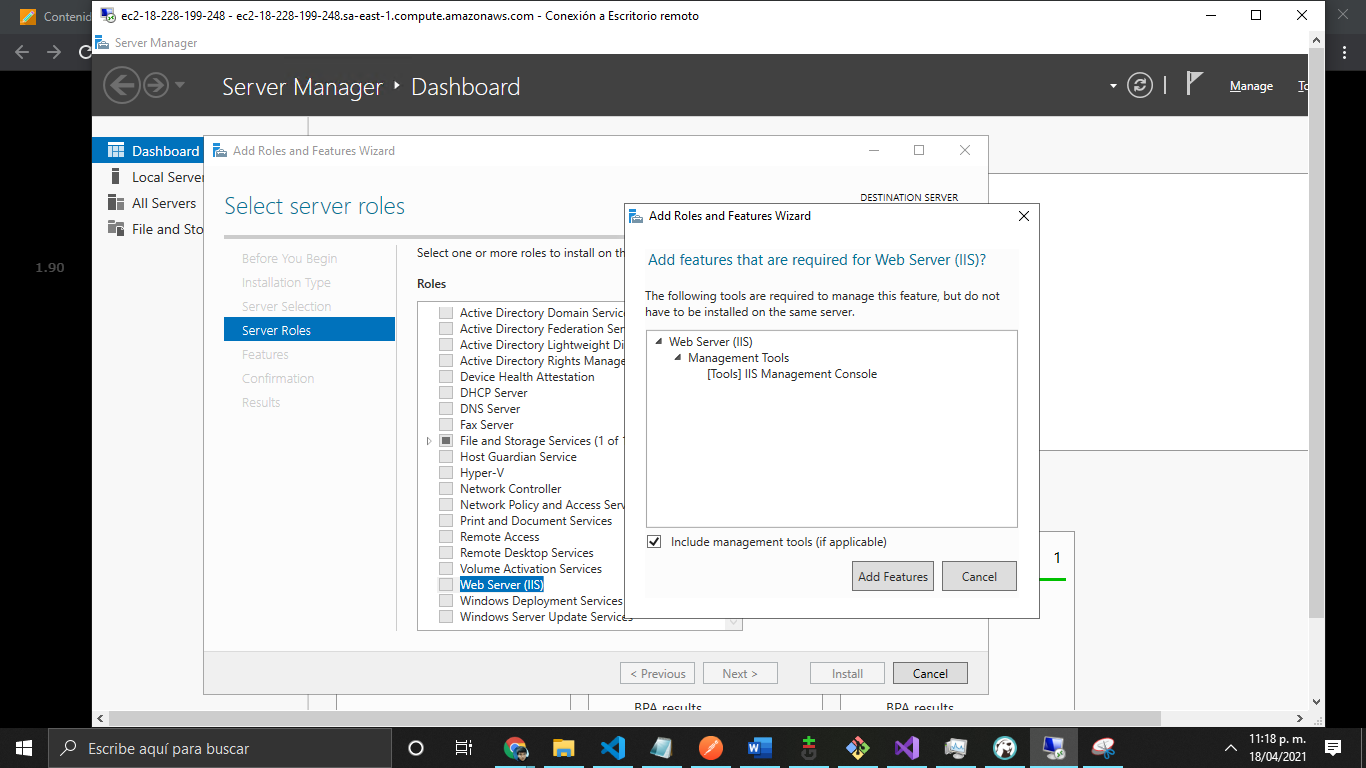 Contenid
ec2-18-228-199-248 - ec2-18-228-199-248.sa-east-1.compute.amazonaws.com - Conexión a Escritorio remoto
Server Manager
Server Manager
Dashboard
Manage
To
Dashboard
Local Server
All Servers
File and Sto
1.90
Add Roles and Features Wizard
Select server roles
DESTINATION SERVER
Before You Begin
Installation Type
Server Selection
Server Roles
Features
Confirmation
Results
Select one or more roles to install on th
Roles
Active Directory Domain Service
Active Directory Federation Ser
Active Directory Lightweight Di
Active Directory Rights Manage
Device Health Attestation
DHCP Server
DNS Server
Fax Server
File and Storage Services (1 of 1
Host Guardian Service
Hyper-V
Network Controller
Network Policy and Access Serv
Print and Document Services
Remote Access
Remote Desktop Services
Volume Activation Services
Web Server (IIS)
Windows Deployment Services
Windows Server Update Services
< Previous
Next >
Install
Cancel
Add Roles and Features Wizard
Add features that are required for Web Server (IIS)?
The following tools are required to manage this feature, but do not
have to be installed on the same server.
Web Server (IIS)
Management Tools
[Tools] IIS Management Console
Include management tools (if applicable)
Add Features
Cancel
1
BPA results
BPA results
Escribe aquí para buscar
11:18 p. m.
18/04/2021